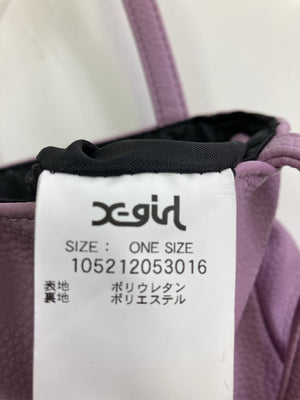 X-girl
SIZE： ONE SIZE
105212053016
表地 ポリウレタン
裏地 ポリエステル